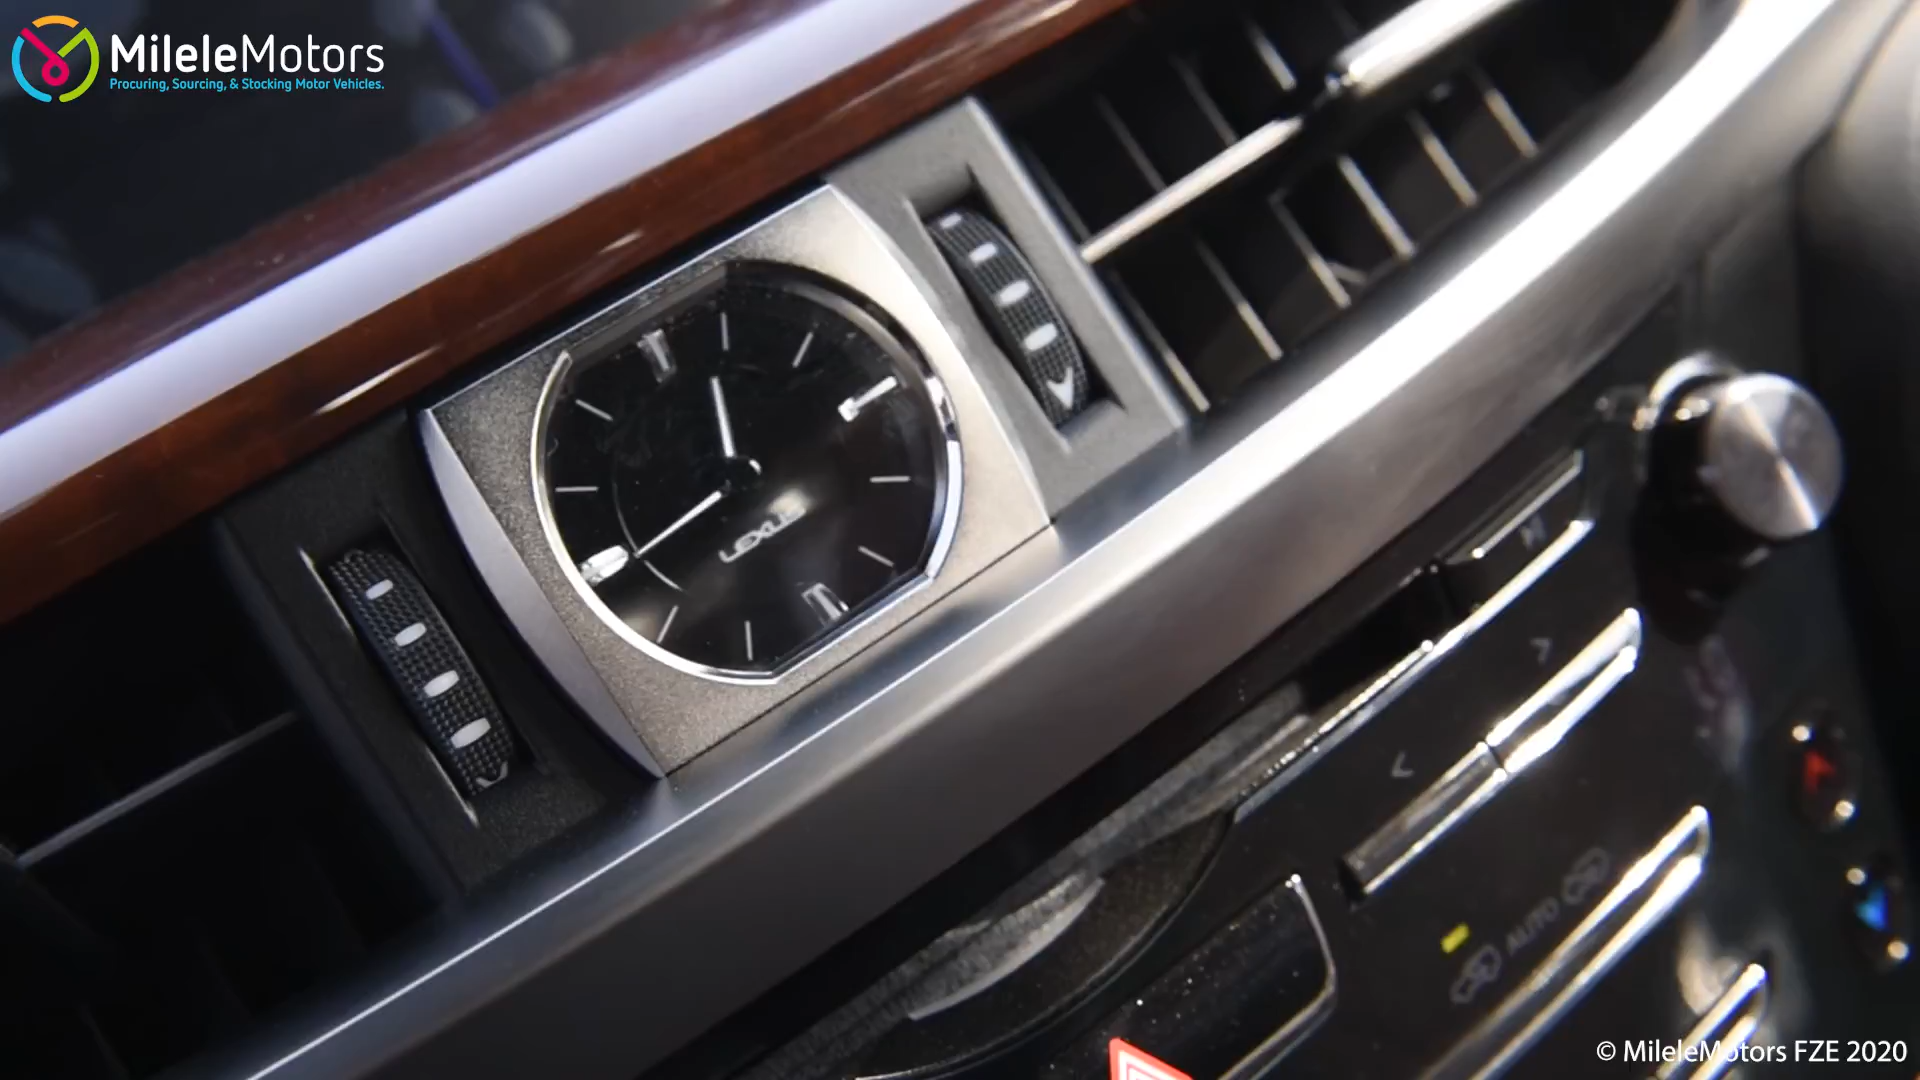 MileleMotors
Procuring, Sourcing, & Stocking Motor Vehicles.
LEXUS
AUTO
© MileleMotors FZE 2020